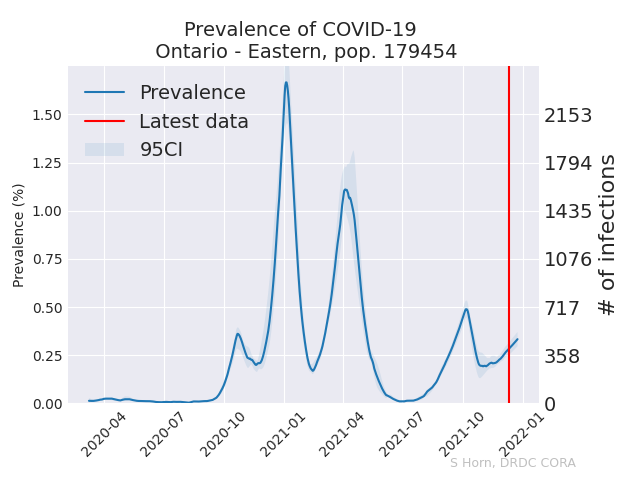 Prevalence of COVID-19
Ontario - Eastern, pop. 179454
Prevalence
Latest data
95CI
Prevalence (%)
1.50
1.25
1.00
0.75
0.50
0.25
0.00
2153
1794
1435
1076
717
358
0
# of infections
2020-04
2020-07
2020-10
2021-01
2021-04
2021-07
2021-10
2022-01
S Horn, DRDC CORA